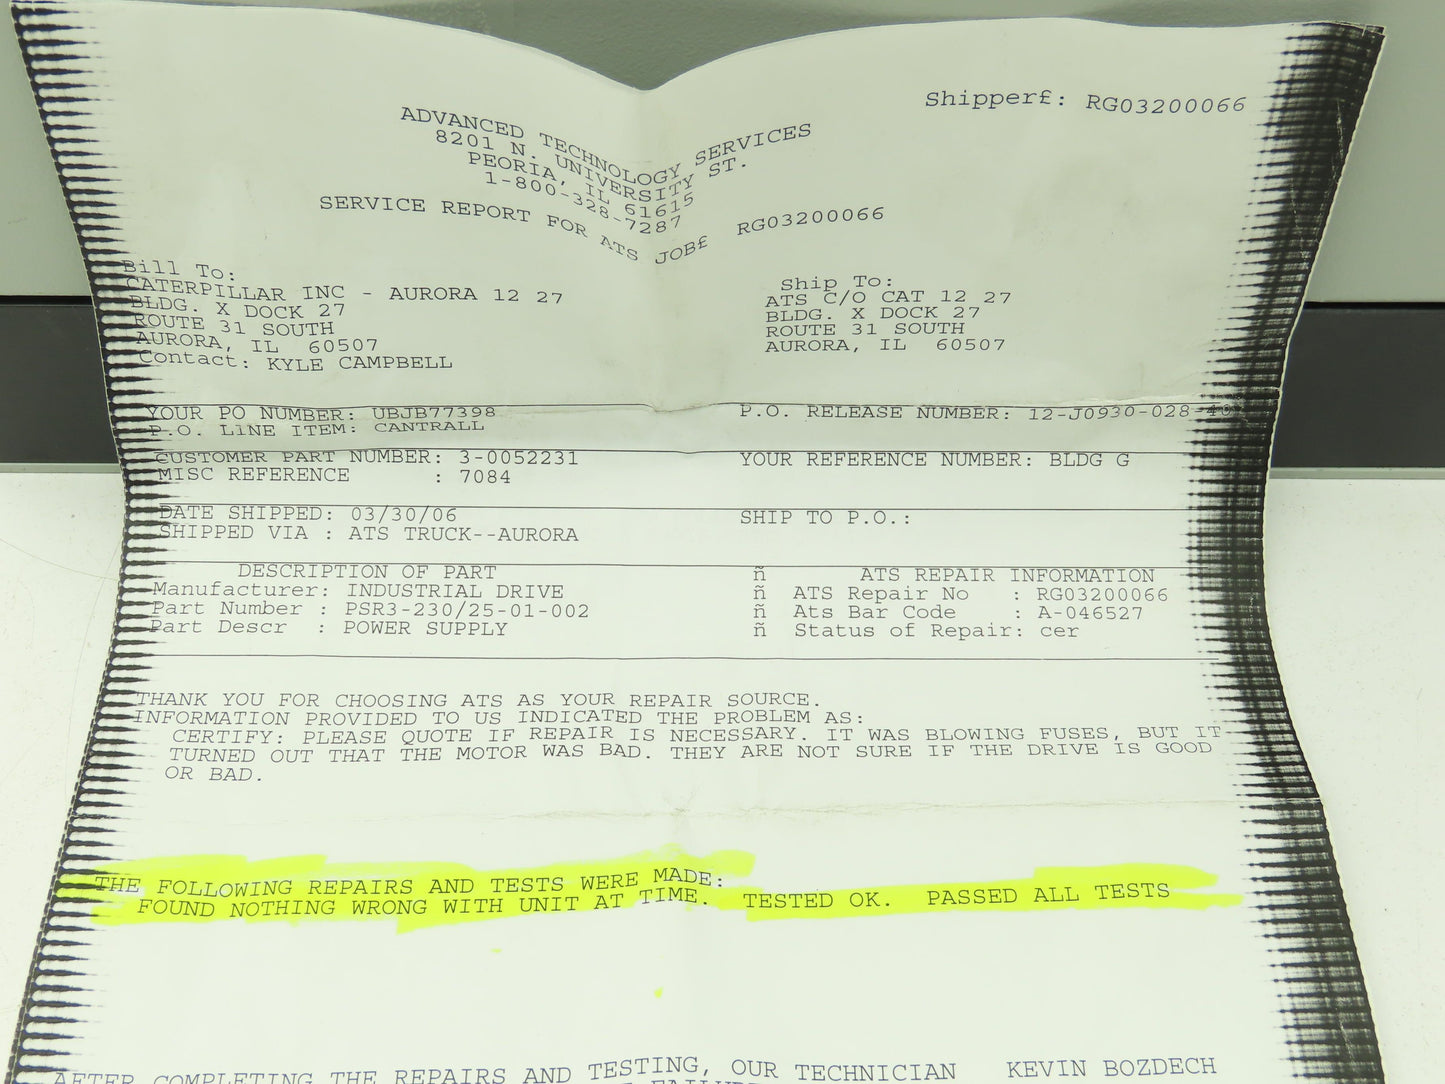 Shipper£: RG03200066
ADVANCED TECHNOLOGY SERVICES
8201 N. UNIVERSITY ST.
PEORIA, IL 61615
1-800-328-7287
SERVICE REPORT FOR ATS JOB£ RG03200066
Bill To:
CATERPILLAR INC - AURORA 12 27
BLDG. X DOCK 27
ROUTE 31 SOUTH
AURORA, IL 60507
Contact: KYLE CAMPBELL
Ship To:
ATS C/O CAT 12 27
BLDG. X DOCK 27
ROUTE 31 SOUTH
AURORA, IL 60507
YOUR PO NUMBER: UBJB77398 P.O. RELEASE NUMBER: 12-J0930-028-40
P.O. LINE ITEM: CANTRALL
CUSTOMER PART NUMBER: 3-0052231 YOUR REFERENCE NUMBER: BLDG G
MISC REFERENCE : 7084
DATE SHIPPED: 03/30/06 SHIP TO P.O.:
SHIPPED VIA : ATS TRUCK--AURORA
DESCRIPTION OF PART ñ ATS REPAIR INFORMATION
Manufacturer: INDUSTRIAL DRIVE ñ ATS Repair No : RG03200066
Part Number : PSR3-230/25-01-002 ñ Ats Bar Code : A-046527
Part Descr : POWER SUPPLY ñ Status of Repair: cer
THANK YOU FOR CHOOSING ATS AS YOUR REPAIR SOURCE.
INFORMATION PROVIDED TO US INDICATED THE PROBLEM AS:
CERTIFY: PLEASE QUOTE IF REPAIR IS NECESSARY. IT WAS BLOWING FUSES, BUT IT
TURNED OUT THAT THE MOTOR WAS BAD. THEY ARE NOT SURE IF THE DRIVE IS GOOD
OR BAD.
THE FOLLOWING REPAIRS AND TESTS WERE MADE:
FOUND NOTHING WRONG WITH UNIT AT TIME. TESTED OK. PASSED ALL TESTS
AFTER COMPLETING THE REPAIRS AND TESTING, OUR TECHNICIAN KEVIN BOZDECH